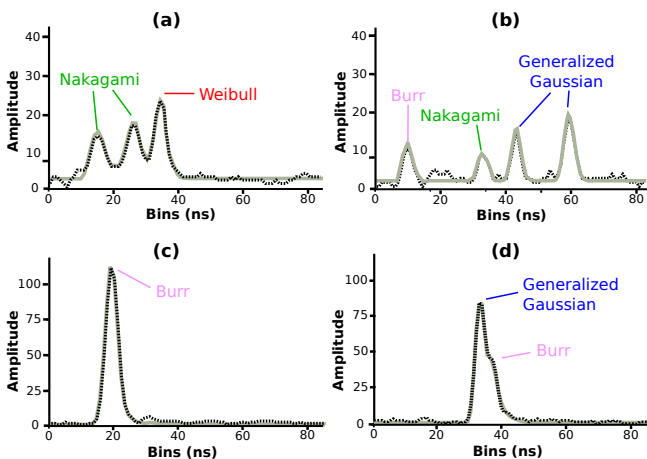 (a)
Amplitude
40
30
20
10
0
Nakagami
Weibull
0 20 40 60 80
Bins (ns)
(b)
Amplitude
40
30
20
10
0
Generalized
Gaussian
Burr
Nakagami
0 20 40 60 80
Bins (ns)
(c)
Amplitude
100
75
50
25
0
Burr
0 20 40 60 80
Bins (ns)
(d)
Amplitude
100
75
50
25
0
Generalized
Gaussian
Burr
0 20 40 60 80
Bins (ns)